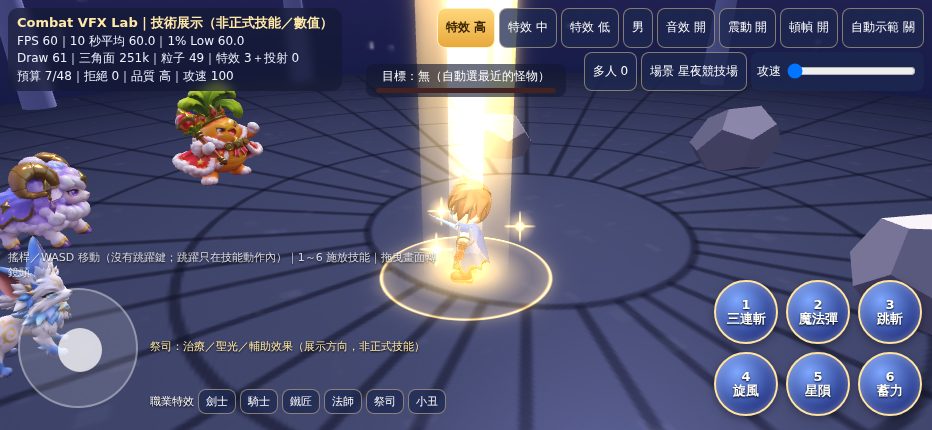 Combat VFX Lab｜技術展示（非正式技能／數值）
FPS 60｜10 秒平均 60.0｜1% Low 60.0
Draw 61｜三角面 251k｜粒子 49｜特效 3＋投射 0
預算 7/48｜拒絕 0｜品質 高｜攻速 100
特效 高
特效 中
特效 低
男
音效 開
震動 開
頓幀 開
自動示範 關
多人 0
場景 星夜競技場
攻速
目標：無（自動選最近的怪物）
搖桿／WASD 移動（沒有跳躍鍵；跳躍只在技能動作內）｜1～6 施放技能｜拖曳畫面轉
鏡頭
祭司：治療／聖光／輔助效果（展示方向，非正式技能）
職業特效
劍士
騎士
鐵匠
法師
祭司
小丑
1
三連斬
2
魔法彈
3
跳斬
4
旋風
5
星隕
6
蓄力